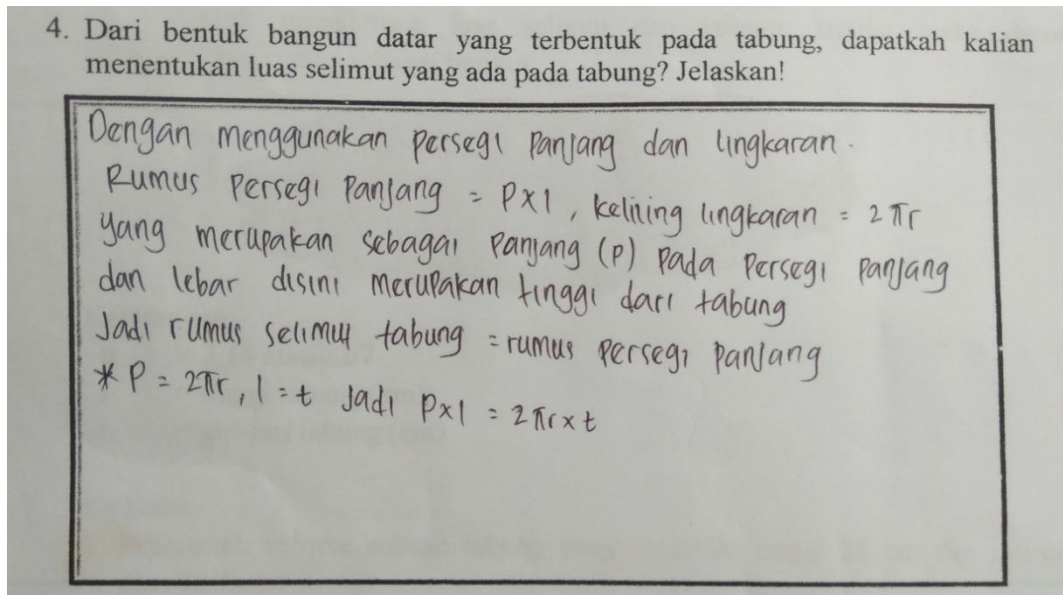 4. Dari bentuk bangun datar yang terbentuk pada tabung, dapatkah kalian
menentukan luas selimut yang ada pada tabung? Jelaskan!
Dengan menggunakan persegi panjang dan lingkaran.
Rumus persegi panjang = P x l, keliling lingkaran = 2πr
yang merupakan sebagai panjang (P) pada persegi panjang
dan lebar disini merupakan tinggi dari tabung
Jadi rumus selimut tabung = rumus persegi panjang
* P = 2πr, l = t Jadi P x l = 2πr x t